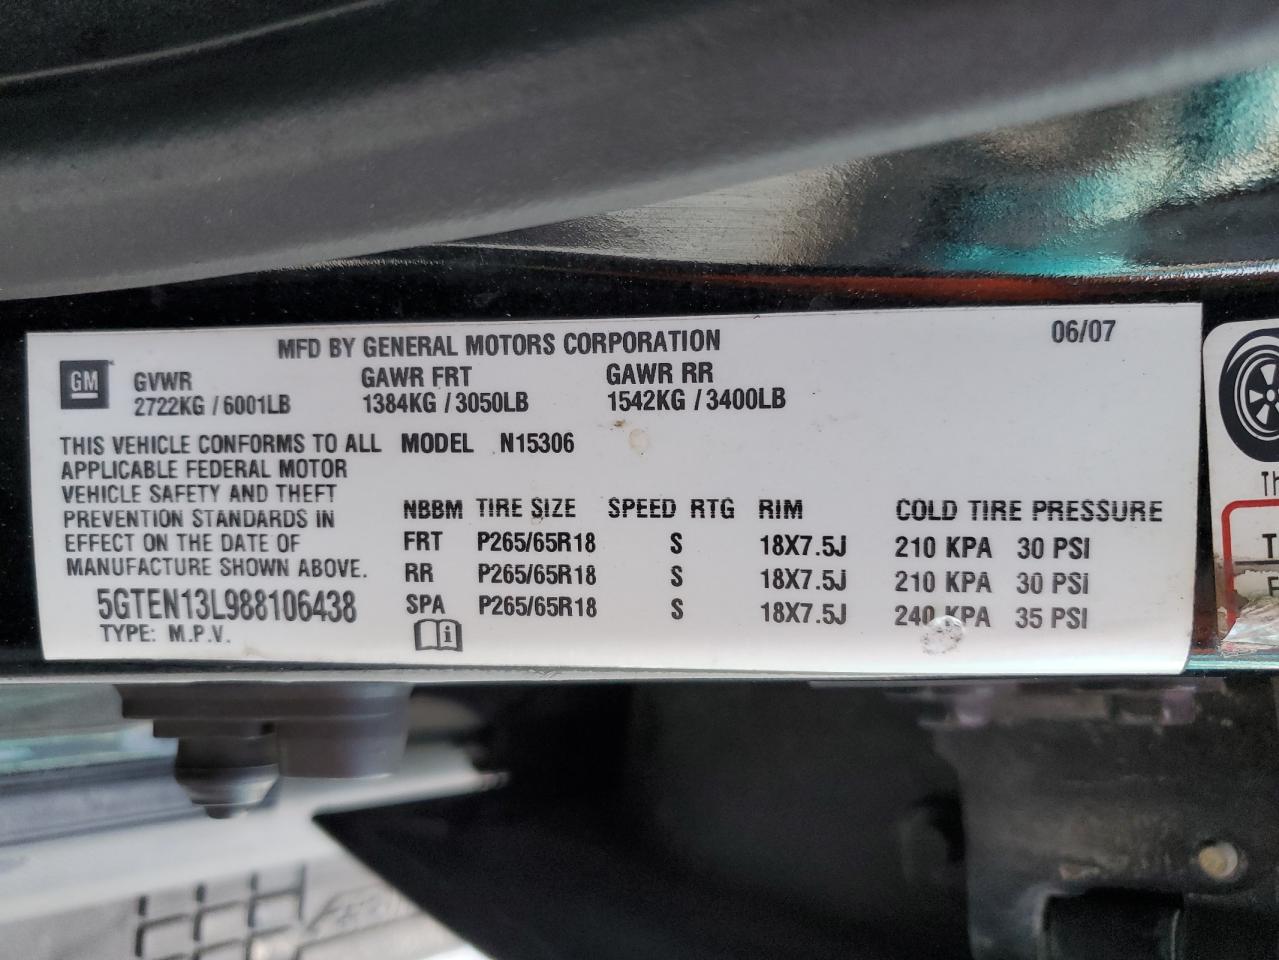 MFD BY GENERAL MOTORS CORPORATION 06/07
GM
GVWR GAWR FRT GAWR RR
2722KG / 6001LB 1384KG / 3050LB 1542KG / 3400LB
THIS VEHICLE CONFORMS TO ALL
APPLICABLE FEDERAL MOTOR
VEHICLE SAFETY AND THEFT
PREVENTION STANDARDS IN
EFFECT ON THE DATE OF
MANUFACTURE SHOWN ABOVE.
5GTEN13L988106438
TYPE: M.P.V.
MODEL N15306
NBBM TIRE SIZE SPEED RTG RIM COLD TIRE PRESSURE
FRT P265/65R18 S 18X7.5J 210 KPA 30 PSI
RR P265/65R18 S 18X7.5J 210 KPA 30 PSI
SPA P265/65R18 S 18X7.5J 240 KPA 35 PSI